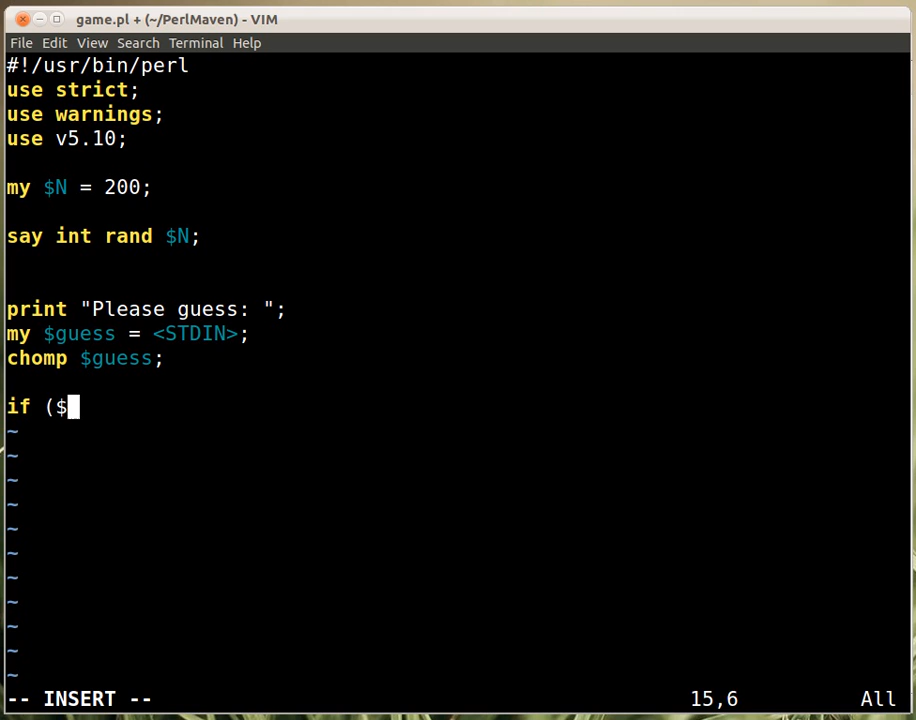 game.pl + (~/PerlMaven) - VIM
File Edit View Search Terminal Help
#!/usr/bin/perl
use strict;
use warnings;
use v5.10;
my $N = 200;
say int rand $N;
print "Please guess: ";
my $guess = <STDIN>;
chomp $guess;
if ($
~
~
~
~
~
~
~
~
~
~
~
-- INSERT -- 15,6 All